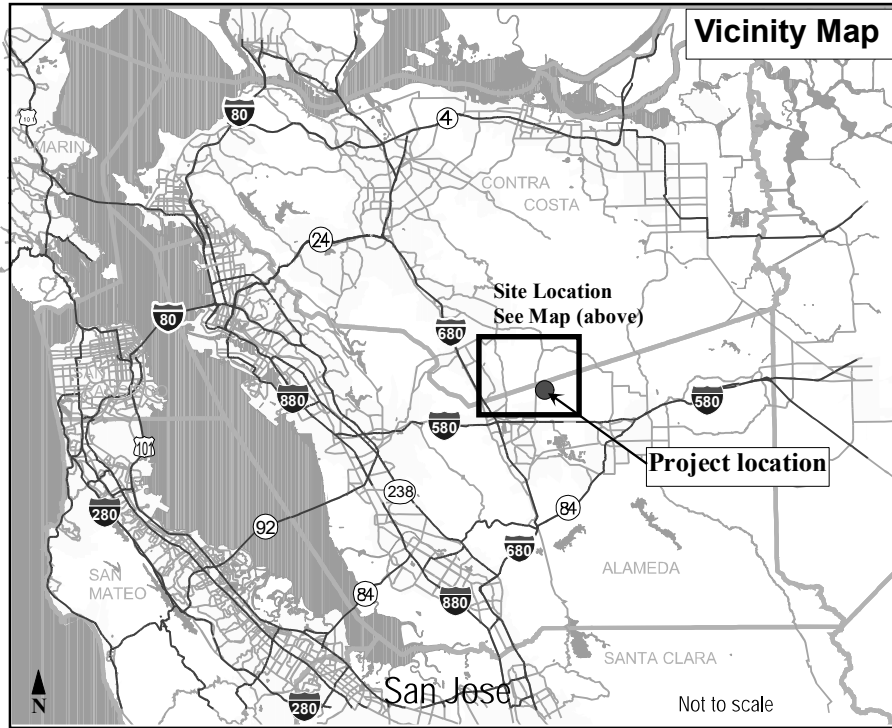 Vicinity Map
80
4
101
MARIN
CONTRA
COSTA
24
Site Location
See Map (above)
80
680
880
580
580
101
Project location
238
280
92
84
680
SAN
MATEO
84
880
ALAMEDA
SANTA CLARA
San Jose
280
Not to scale
N